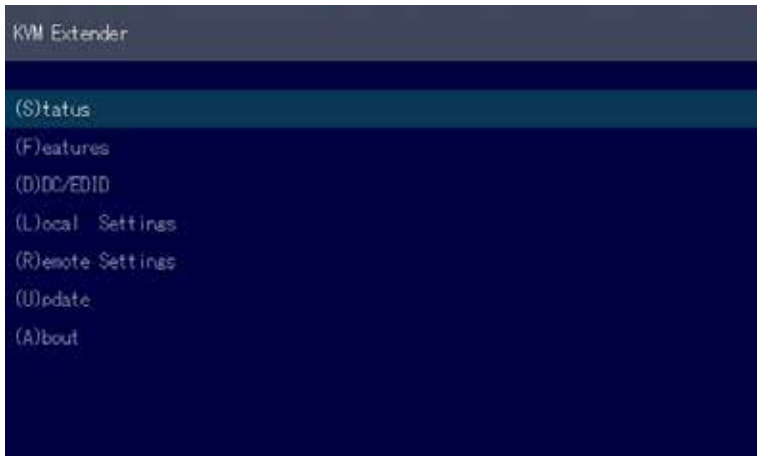 KVM Extender
(S)tatus
(F)eatures
(D)DC/EDID
(L)ocal Settings
(R)emote Settings
(U)pdate
(A)bout